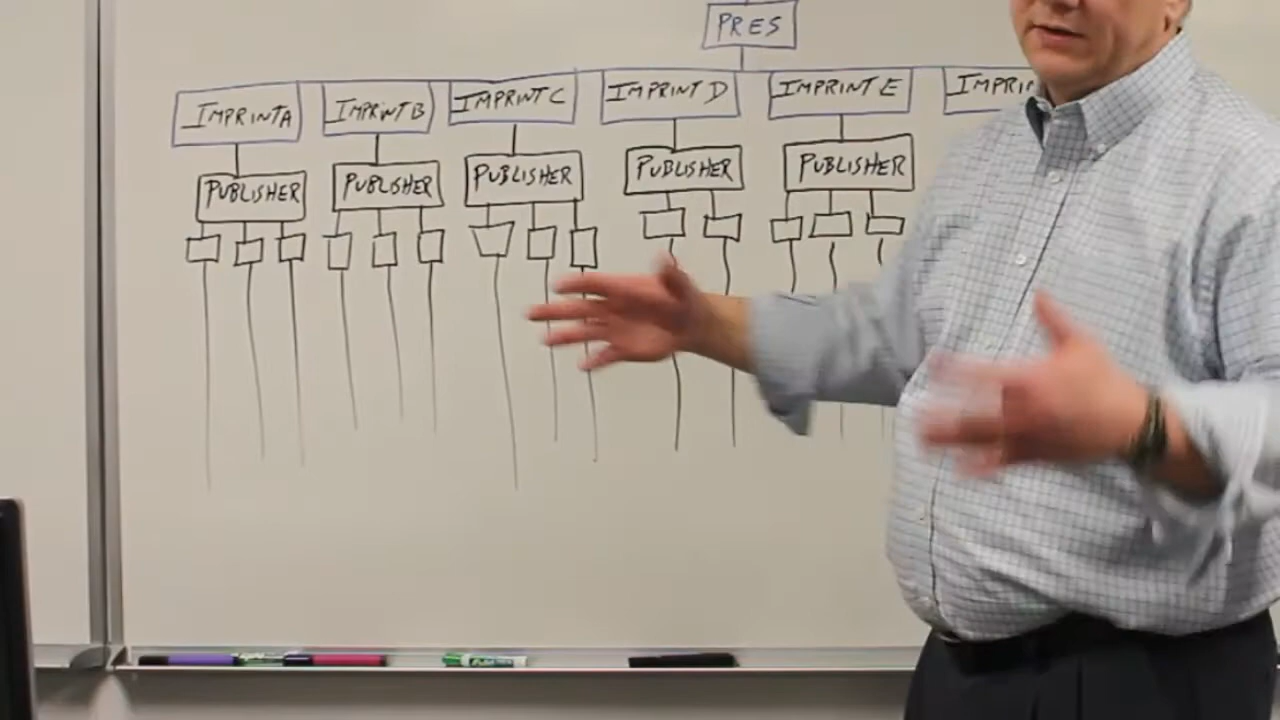 PRES
IMPRINT A
IMPRINT B
IMPRINT C
IMPRINT D
IMPRINT E
PUBLISHER
PUBLISHER
PUBLISHER
PUBLISHER
PUBLISHER